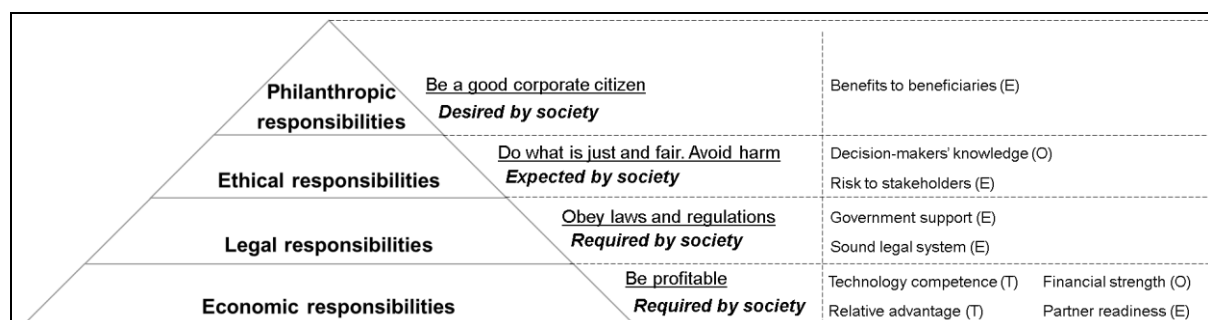 Philanthropic
responsibilities
Be a good corporate citizen
Desired by society
Benefits to beneficiaries (E)
Ethical responsibilities
Do what is just and fair. Avoid harm
Expected by society
Decision-makers' knowledge (O)
Risk to stakeholders (E)
Legal responsibilities
Obey laws and regulations
Required by society
Government support (E)
Sound legal system (E)
Economic responsibilities
Be profitable
Required by society
Technology competence (T) Financial strength (O)
Relative advantage (T) Partner readiness (E)